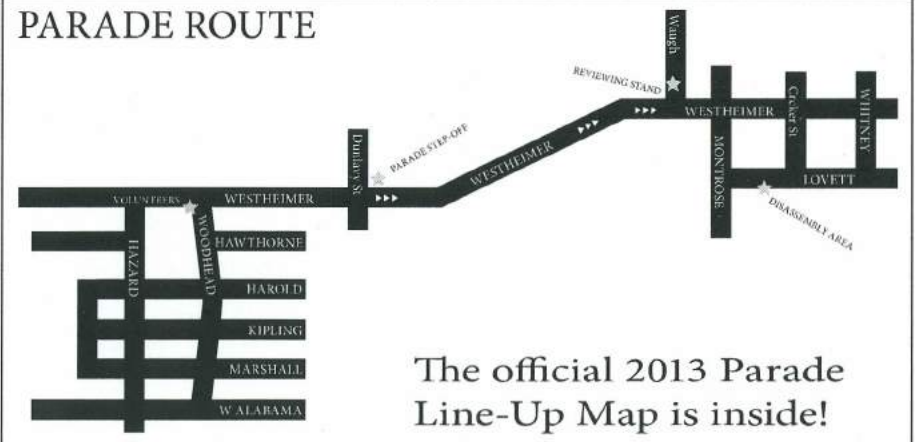 PARADE ROUTE
Waugh
REVIEWING STAND
WESTHEIMER
Croker St.
WHITNEY
MONTROSE
LOVETT
DISASSEMBLY AREA
Dunlavy St
PARADE STEP-OFF
WESTHEIMER
VOLUNTEERS
WESTHEIMER
WOODHEAD
HAWTHORNE
HAZARD
HAROLD
KIPLING
MARSHALL
W ALABAMA
The official 2013 Parade
Line-Up Map is inside!